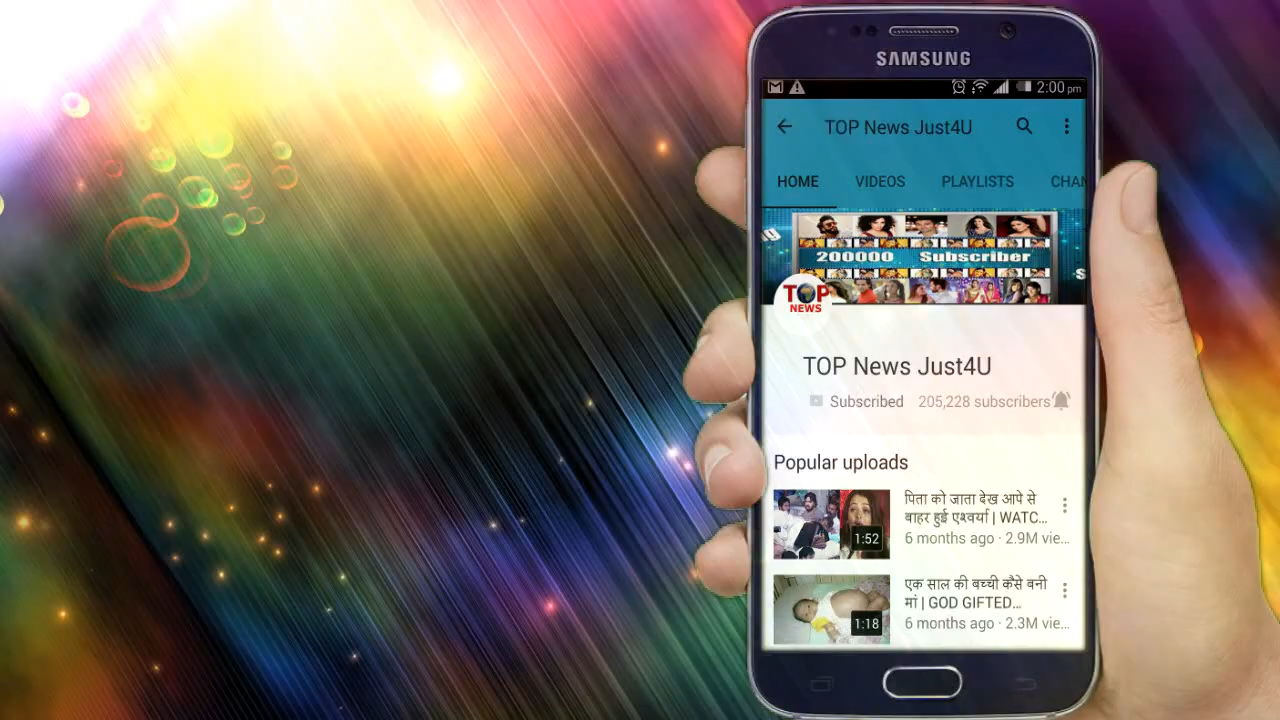 SAMSUNG
2:00 pm
TOP News Just4U
HOME VIDEOS PLAYLISTS CHAN
200000 Subscriber
S
TOP
NEWS
TOP News Just4U
Subscribed 205,228 subscribers
Popular uploads
पिता को जाता देख आपे से
बाहर हुई एश्वर्या | WATC...
6 months ago · 2.9M vie...
1:52
एक साल की बच्ची कैसे बनी
मां | GOD GIFTED...
6 months ago · 2.3M vie...
1:18